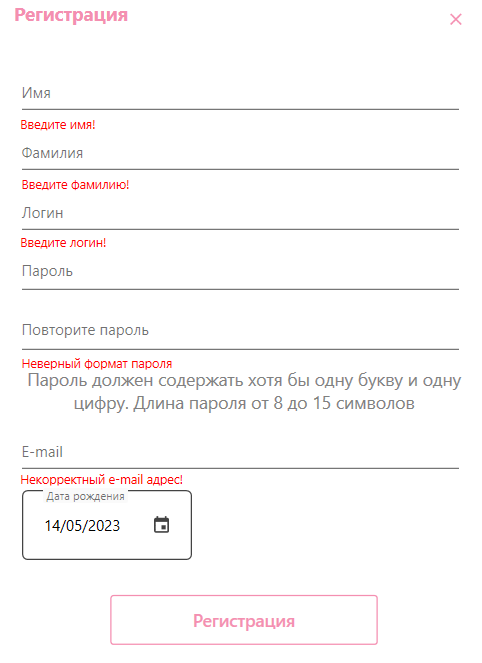 Регистрация
Имя
Введите имя!
Фамилия
Введите фамилию!
Логин
Введите логин!
Пароль
Повторите пароль
Неверный формат пароля
Пароль должен содержать хотя бы одну букву и одну
цифру. Длина пароля от 8 до 15 символов
E-mail
Некорректный e-mail адрес!
Дата рождения
14/05/2023
Регистрация